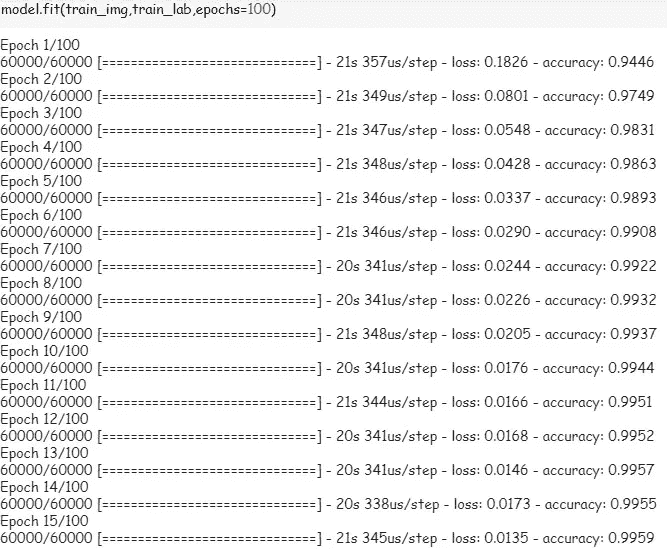 model.fit(train_img,train_lab,epochs=100)
Epoch 1/100
60000/60000 [==============================] - 21s 357us/step - loss: 0.1826 - accuracy: 0.9446
Epoch 2/100
60000/60000 [==============================] - 21s 349us/step - loss: 0.0801 - accuracy: 0.9749
Epoch 3/100
60000/60000 [==============================] - 21s 347us/step - loss: 0.0548 - accuracy: 0.9831
Epoch 4/100
60000/60000 [==============================] - 21s 348us/step - loss: 0.0428 - accuracy: 0.9863
Epoch 5/100
60000/60000 [==============================] - 21s 346us/step - loss: 0.0337 - accuracy: 0.9893
Epoch 6/100
60000/60000 [==============================] - 21s 346us/step - loss: 0.0290 - accuracy: 0.9908
Epoch 7/100
60000/60000 [==============================] - 20s 341us/step - loss: 0.0244 - accuracy: 0.9922
Epoch 8/100
60000/60000 [==============================] - 20s 341us/step - loss: 0.0226 - accuracy: 0.9932
Epoch 9/100
60000/60000 [==============================] - 21s 348us/step - loss: 0.0205 - accuracy: 0.9937
Epoch 10/100
60000/60000 [==============================] - 20s 341us/step - loss: 0.0176 - accuracy: 0.9944
Epoch 11/100
60000/60000 [==============================] - 21s 344us/step - loss: 0.0166 - accuracy: 0.9951
Epoch 12/100
60000/60000 [==============================] - 20s 341us/step - loss: 0.0168 - accuracy: 0.9952
Epoch 13/100
60000/60000 [==============================] - 20s 341us/step - loss: 0.0146 - accuracy: 0.9957
Epoch 14/100
60000/60000 [==============================] - 20s 338us/step - loss: 0.0173 - accuracy: 0.9955
Epoch 15/100
60000/60000 [==============================] - 21s 345us/step - loss: 0.0135 - accuracy: 0.9959